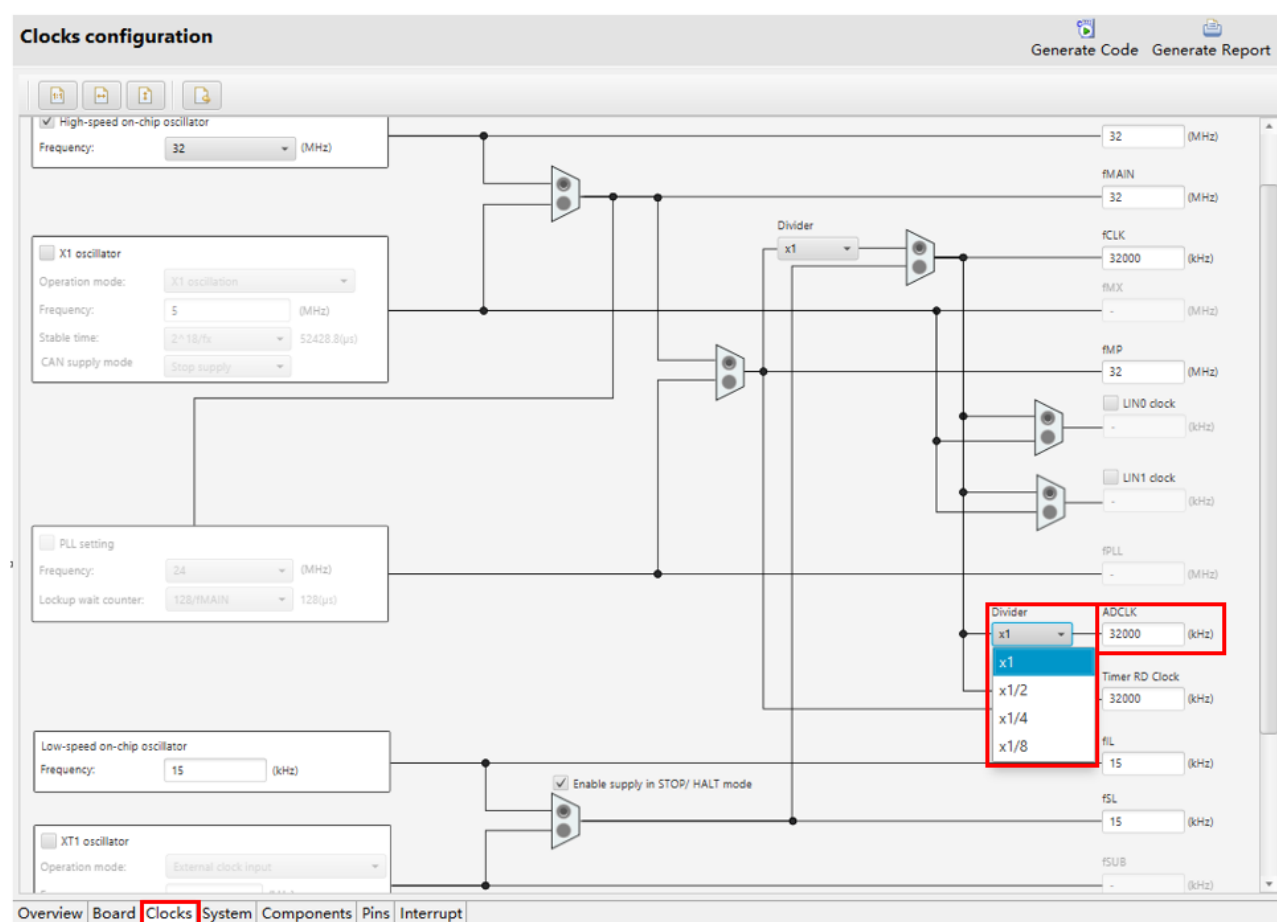 Clocks configuration
Generate Code Generate Report
1:1
High-speed on-chip oscillator
Frequency: 32 (MHz)
32 (MHz)
fMAIN
32 (MHz)
Divider
x1
fCLK
32000 (kHz)
X1 oscillator
Operation mode: X1 oscillation
Frequency: 5 (MHz)
Stable time: 2^18/fx 52428.8(μs)
CAN supply mode Stop supply
fMX
- (MHz)
fMP
32 (MHz)
LIN0 clock
- (kHz)
LIN1 clock
- (kHz)
PLL setting
Frequency: 24 (MHz)
Lockup wait counter: 128/fMAIN 128(μs)
fPLL
- (MHz)
Divider ADCLK
x1 32000 (kHz)
x1
x1/2
x1/4
x1/8
Timer RD Clock
32000 (kHz)
Low-speed on-chip oscillator
Frequency: 15 (kHz)
fIL
15 (kHz)
Enable supply in STOP/ HALT mode
fSL
15 (kHz)
XT1 oscillator
Operation mode: External clock input
fSUB
- (kHz)
Overview Board Clocks System Components Pins Interrupt